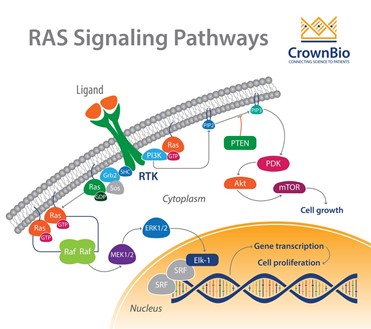 RAS Signaling Pathways
CrownBio
CONNECTING SCIENCE TO PATIENTS
Ligand
PIP2
PIP3
Ras
GTP
PI3K
SHC
Grb2
RTK
PTEN
Ras
GDP
Sos
PDK
Cytoplasm
Akt
mTOR
Ras
GTP
Ras
GTP
Cell growth
ERK1/2
Raf Raf
MEK1/2
Elk-1
Gene transcription
SRF
Cell proliferation
SRF
Nucleus